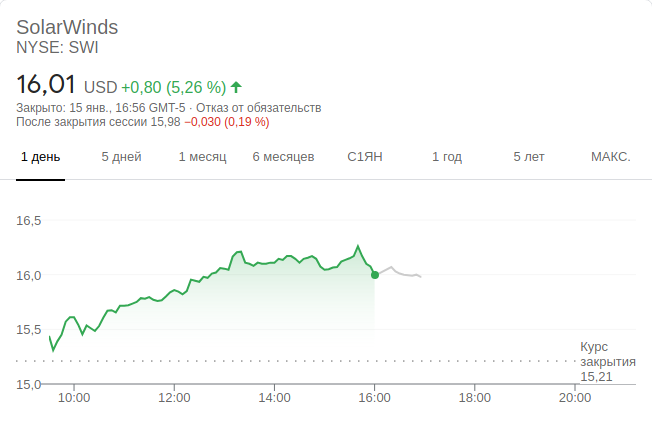 SolarWinds
NYSE: SWI
16,01 USD +0,80 (5,26 %)
Закрыто: 15 янв., 16:56 GMT-5 · Отказ от обязательств
После закрытия сессии 15,98 −0,030 (0,19 %)
1 день 5 дней 1 месяц 6 месяцев С1ЯН 1 год 5 лет МАКС.
16,5
16,0
15,5
Курс
закрытия
15,21
15,0
10:00 12:00 14:00 16:00 18:00 20:00